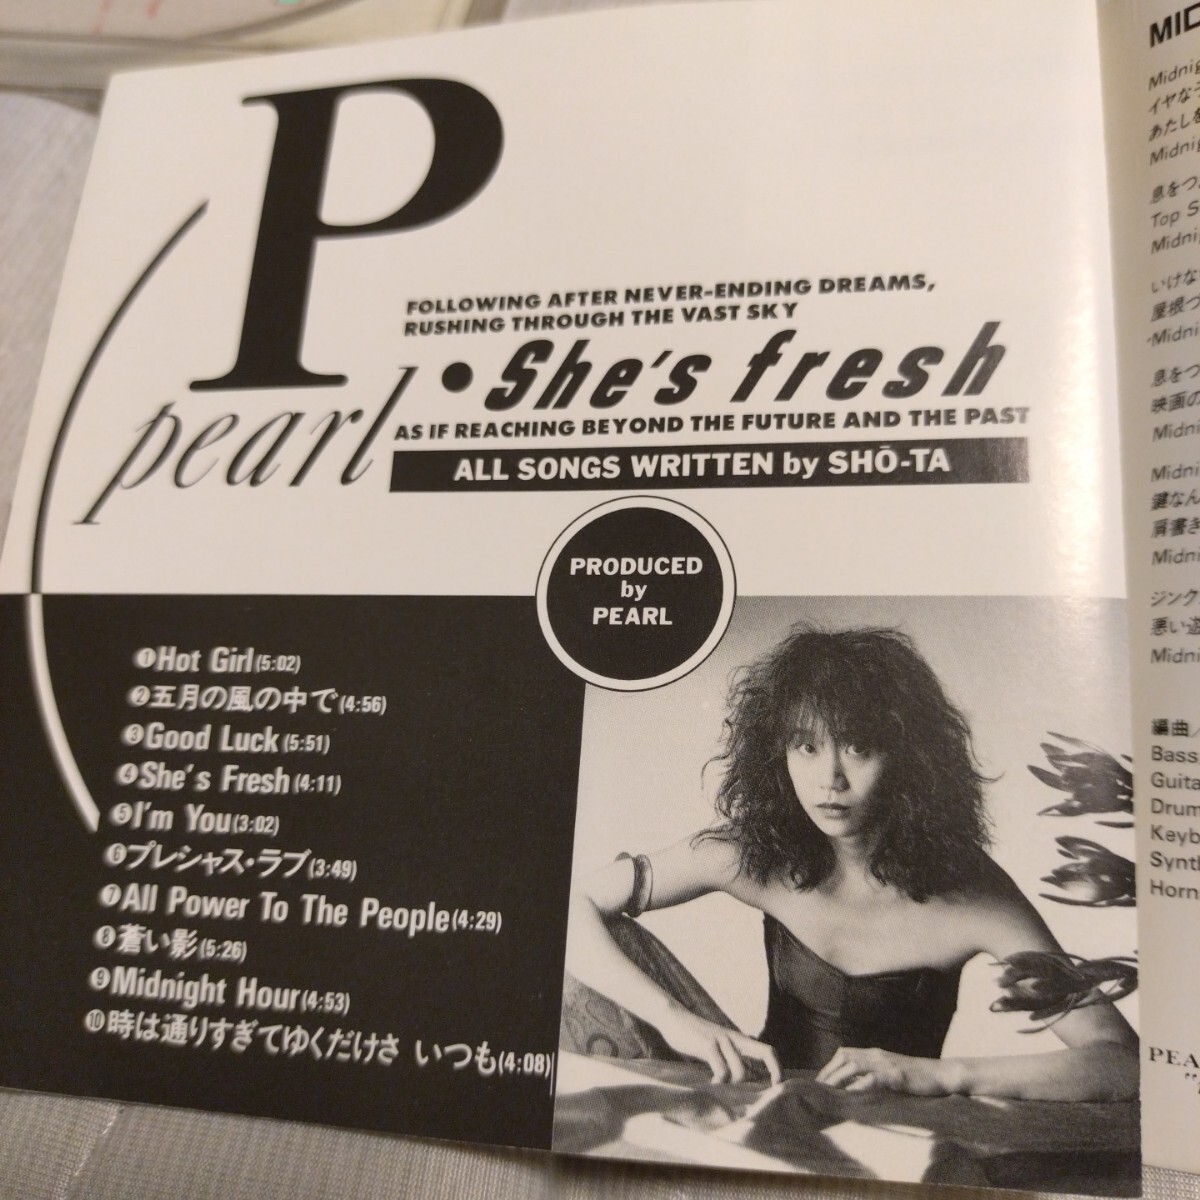 P
pearl
FOLLOWING AFTER NEVER-ENDING DREAMS,
RUSHING THROUGH THE VAST SKY
•She's fresh
AS IF REACHING BEYOND THE FUTURE AND THE PAST
ALL SONGS WRITTEN by SHŌ-TA
PRODUCED
by
PEARL
❶Hot Girl(5:02)
❷五月の風の中で(4:56)
❸Good Luck(5:51)
❹She's Fresh(4:11)
❺I'm You(3:02)
❻プレシャス・ラブ(3:49)
❼All Power To The People(4:29)
❽蒼い影(5:26)
❾Midnight Hour(4:53)
❿時は通りすぎてゆくだけさ いつも(4:08)
MID
Midnig
イヤなそ
あたしを
Midnig
息をつ
Top S
Midni
いけな
屋根づ
Midni
息をつ
映画の
Midni
Midni
鍵なん
肩書き
Midni
ジンク
悪い遊
Midni
編曲/
Bass
Guita
Drum
Keyb
Synth
Horn
PEA